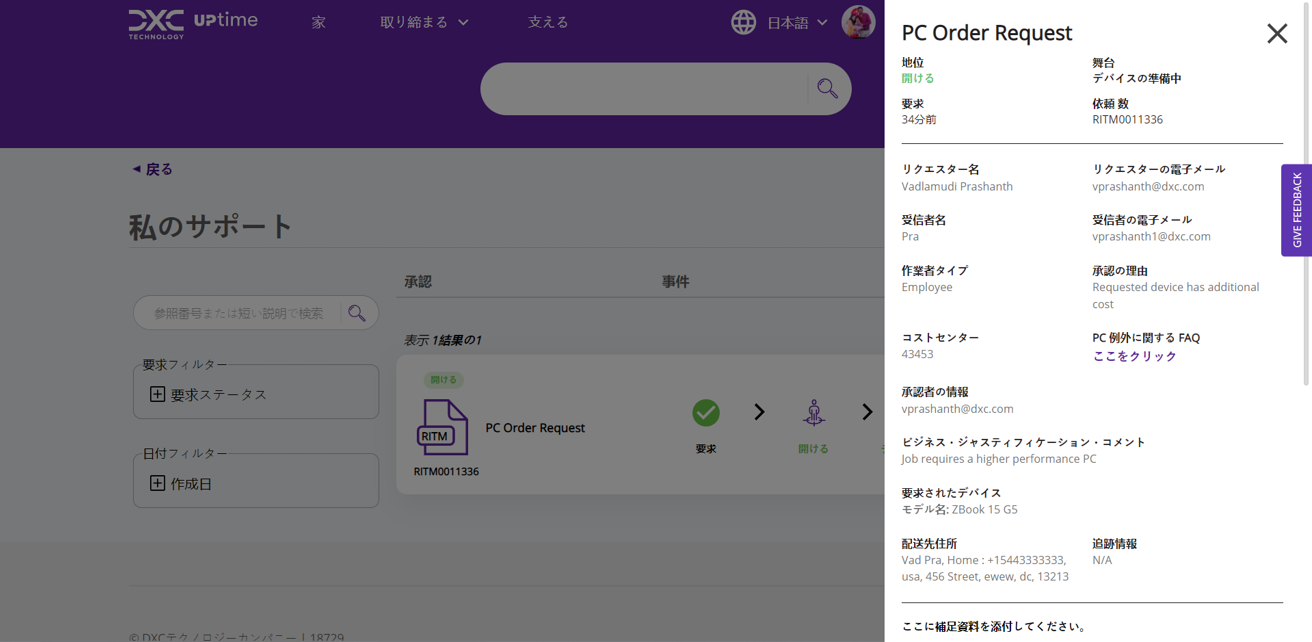 DXC TECHNOLOGY UPtime
家
取り締まる
支える
日本語
◄ 戻る
私のサポート
参照番号または短い説明で検索
要求フィルター
要求ステータス
日付フィルター
作成日
承認
事件
表示 1結果の1
開ける
RITM
PC Order Request
RITM0011336
要求
開ける
© DXCテクノロジーカンパニー | 18729
PC Order Request
地位
開ける
舞台
デバイスの準備中
要求
34分前
依頼 数
RITM0011336
リクエスター名
Vadlamudi Prashanth
リクエスターの電子メール
vprashanth@dxc.com
受信者名
Pra
受信者の電子メール
vprashanth1@dxc.com
作業者タイプ
Employee
承認の理由
Requested device has additional
cost
コストセンター
43453
PC 例外に関する FAQ
ここをクリック
承認者の情報
vprashanth@dxc.com
ビジネス・ジャスティフィケーション・コメント
Job requires a higher performance PC
要求されたデバイス
モデル名: ZBook 15 G5
配送先住所
Vad Pra, Home : +15443333333,
usa, 456 Street, ewew, dc, 13213
追跡情報
N/A
ここに補足資料を添付してください。
GIVE FEEDBACK